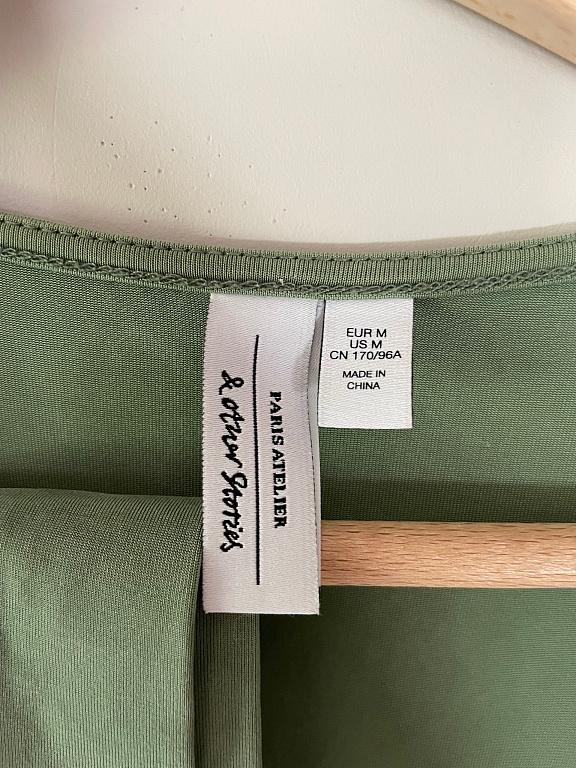 & other Stories
PARIS ATELIER
EUR M
US M
CN 170/96A
MADE IN
CHINA